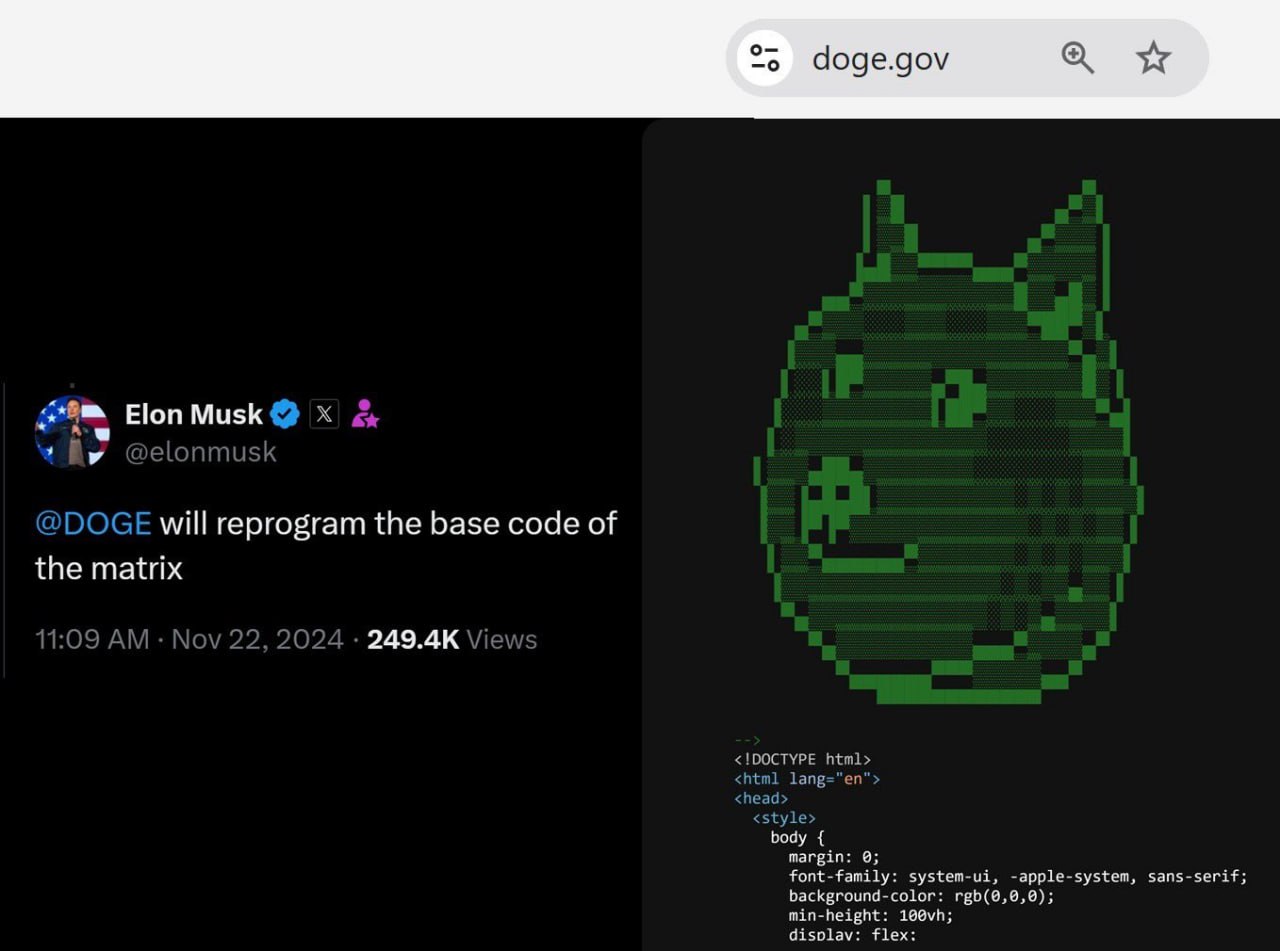 doge.gov
Elon Musk
@elonmusk
@DOGE will reprogram the base code of
the matrix
11:09 AM · Nov 22, 2024 · 249.4K Views
-->
<!DOCTYPE html>
<html lang="en">
<head>
<style>
body {
margin: 0;
font-family: system-ui, -apple-system, sans-serif;
background-color: rgb(0,0,0);
min-height: 100vh;
display: flex;